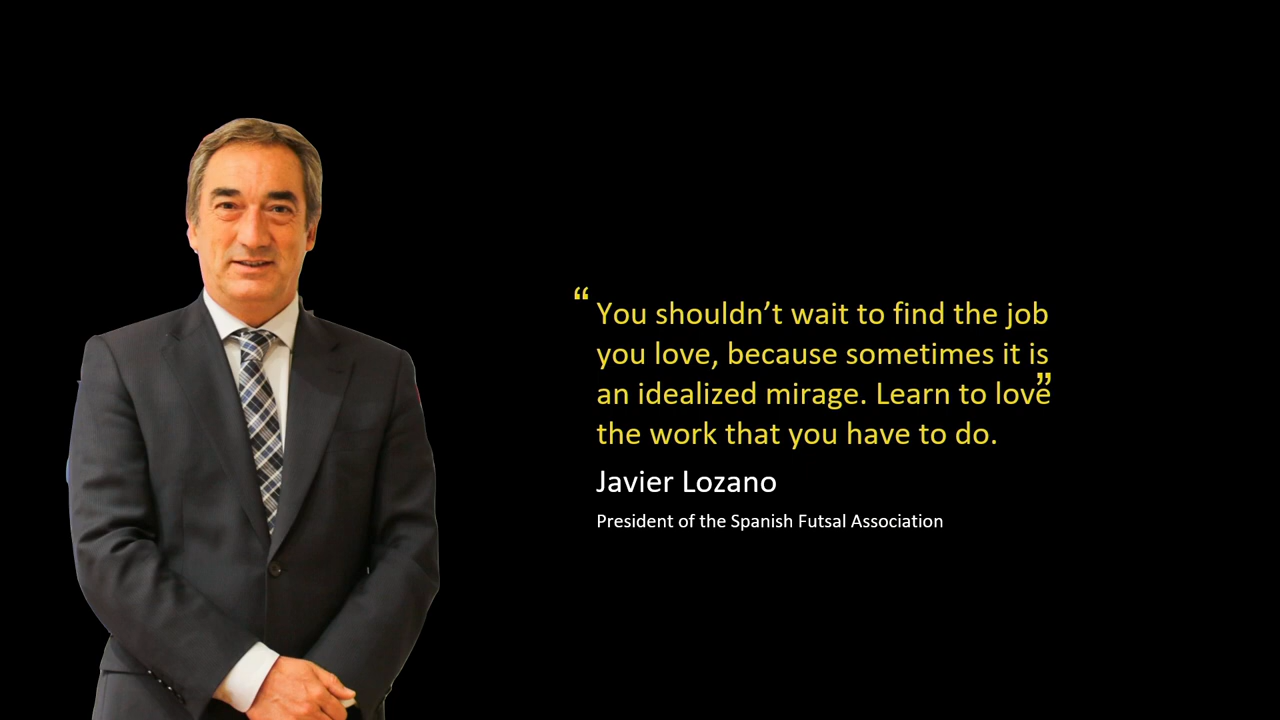 “ You shouldn’t wait to find the job
you love, because sometimes it is
an idealized mirage. Learn to love ”
the work that you have to do.
Javier Lozano
President of the Spanish Futsal Association